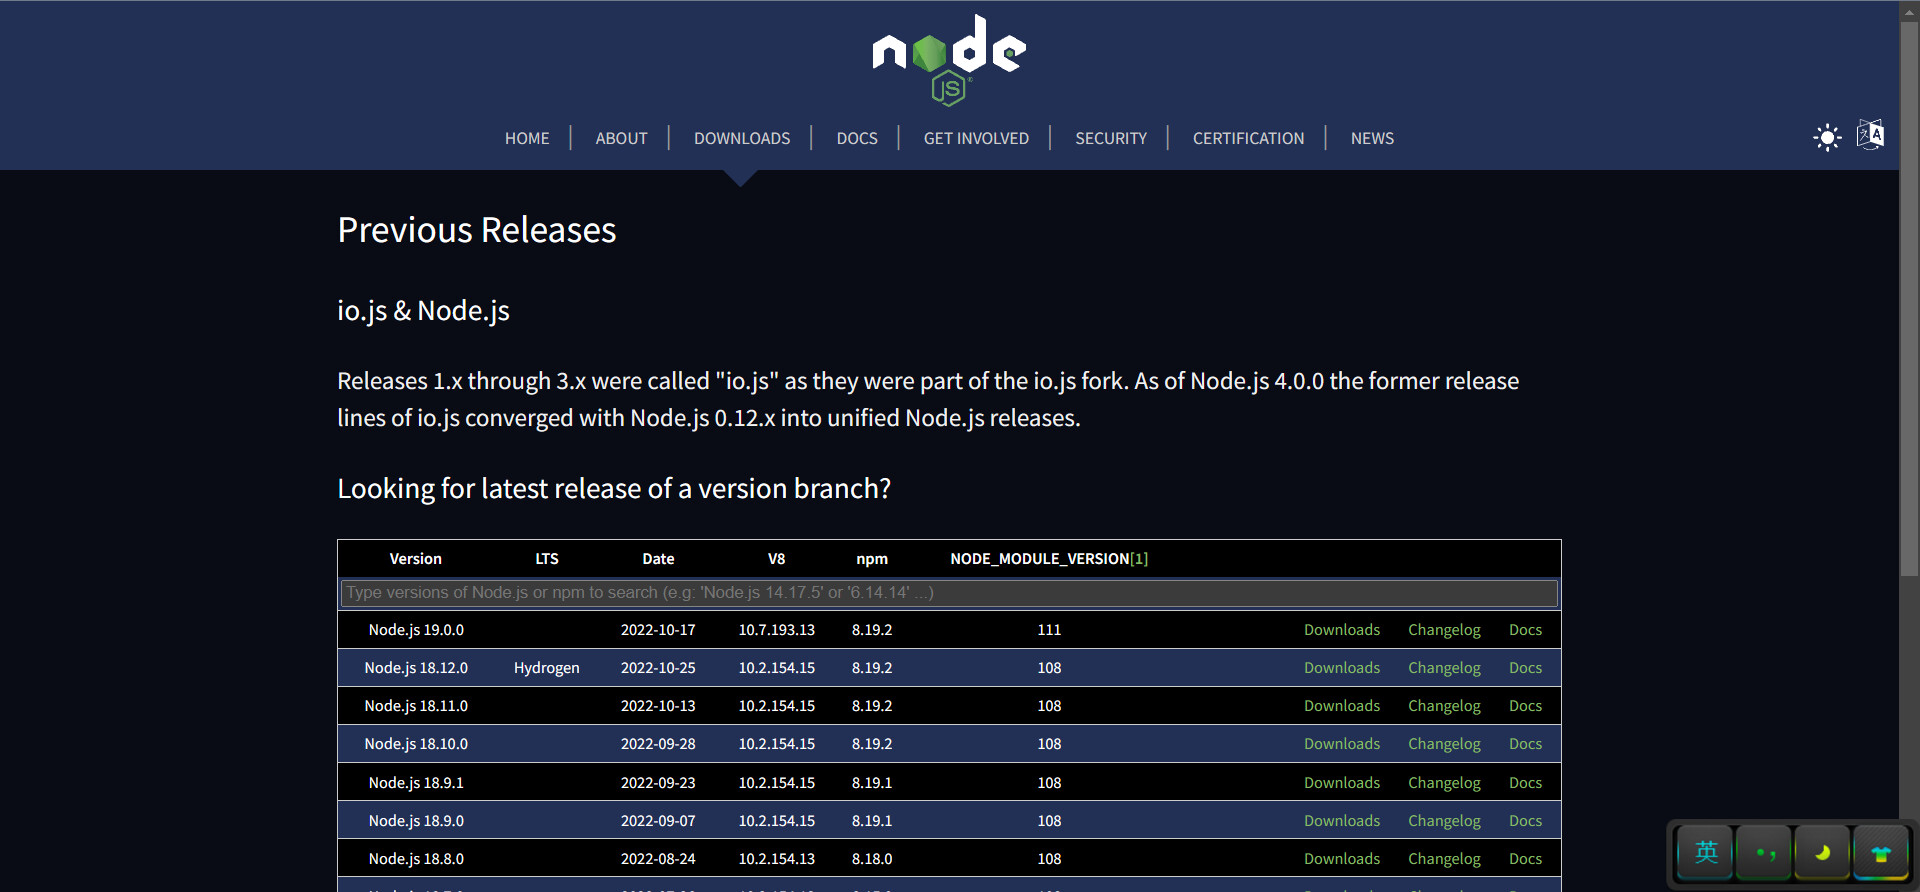 node
JS
HOME ABOUT DOWNLOADS DOCS GET INVOLVED SECURITY CERTIFICATION NEWS
Previous Releases
io.js & Node.js
Releases 1.x through 3.x were called "io.js" as they were part of the io.js fork. As of Node.js 4.0.0 the former release
lines of io.js converged with Node.js 0.12.x into unified Node.js releases.
Looking for latest release of a version branch?
Version LTS Date V8 npm NODE_MODULE_VERSION[1]
Type versions of Node.js or npm to search (e.g: 'Node.js 14.17.5' or '6.14.14' ...)
Node.js 19.0.0 2022-10-17 10.7.193.13 8.19.2 111 Downloads Changelog Docs
Node.js 18.12.0 Hydrogen 2022-10-25 10.2.154.15 8.19.2 108 Downloads Changelog Docs
Node.js 18.11.0 2022-10-13 10.2.154.15 8.19.2 108 Downloads Changelog Docs
Node.js 18.10.0 2022-09-28 10.2.154.15 8.19.2 108 Downloads Changelog Docs
Node.js 18.9.1 2022-09-23 10.2.154.15 8.19.1 108 Downloads Changelog Docs
Node.js 18.9.0 2022-09-07 10.2.154.15 8.19.1 108 Downloads Changelog Docs
Node.js 18.8.0 2022-08-24 10.2.154.13 8.18.0 108 Downloads Changelog Docs
英